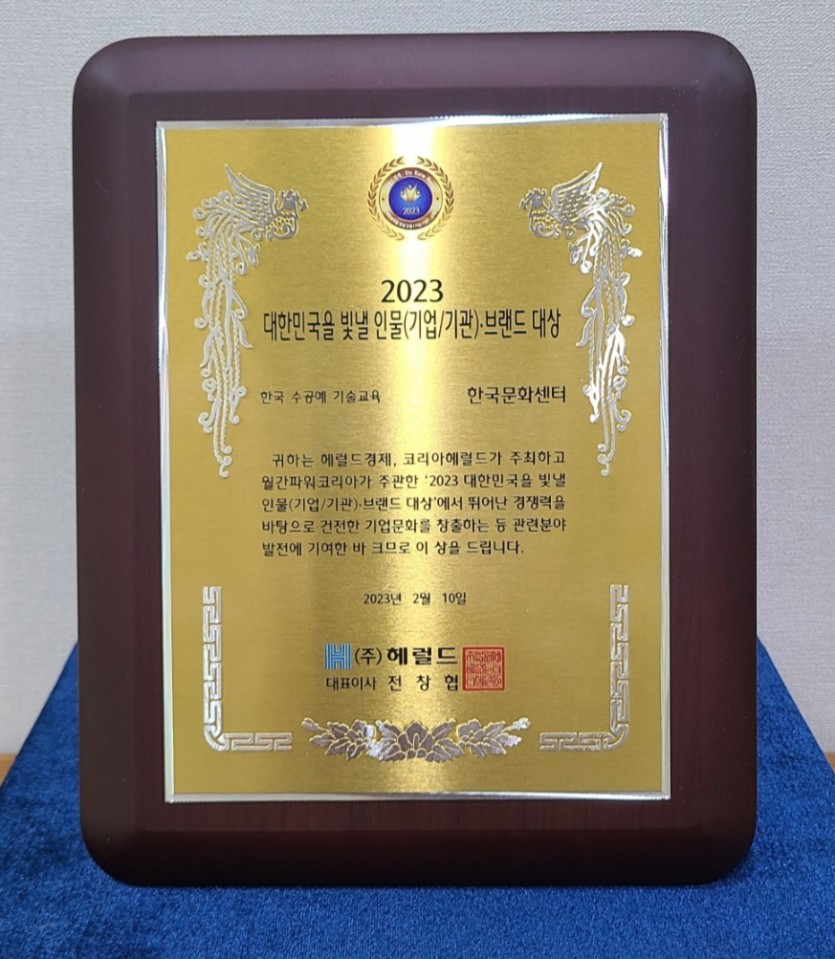 2023
2023
대한민국을 빛낼 인물(기업/기관)·브랜드 대상
한국 수공예 기술교육 한국문화센터
귀하는 헤럴드경제, 코리아헤럴드가 주최하고
월간파워코리아가 주관한 '2023 대한민국을 빛낼
인물(기업/기관)·브랜드 대상'에서 뛰어난 경쟁력을
바탕으로 건전한 기업문화를 창출하는 등 관련분야
발전에 기여한 바 크므로 이 상을 드립니다.
2023년 2월 10일
(주)헤럴드
대표이사 전창협